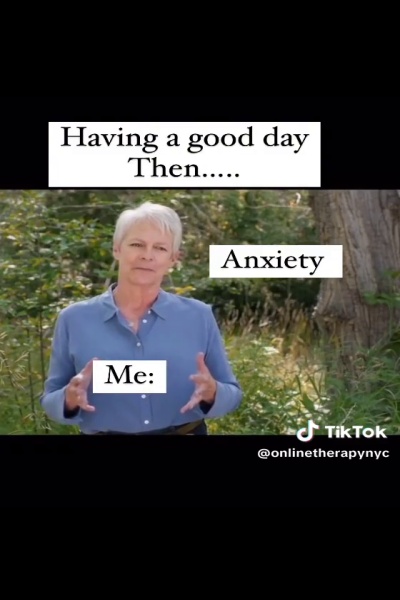 Having a good day
Then.....
Anxiety
Me:
TikTok
@onlinetherapynyc